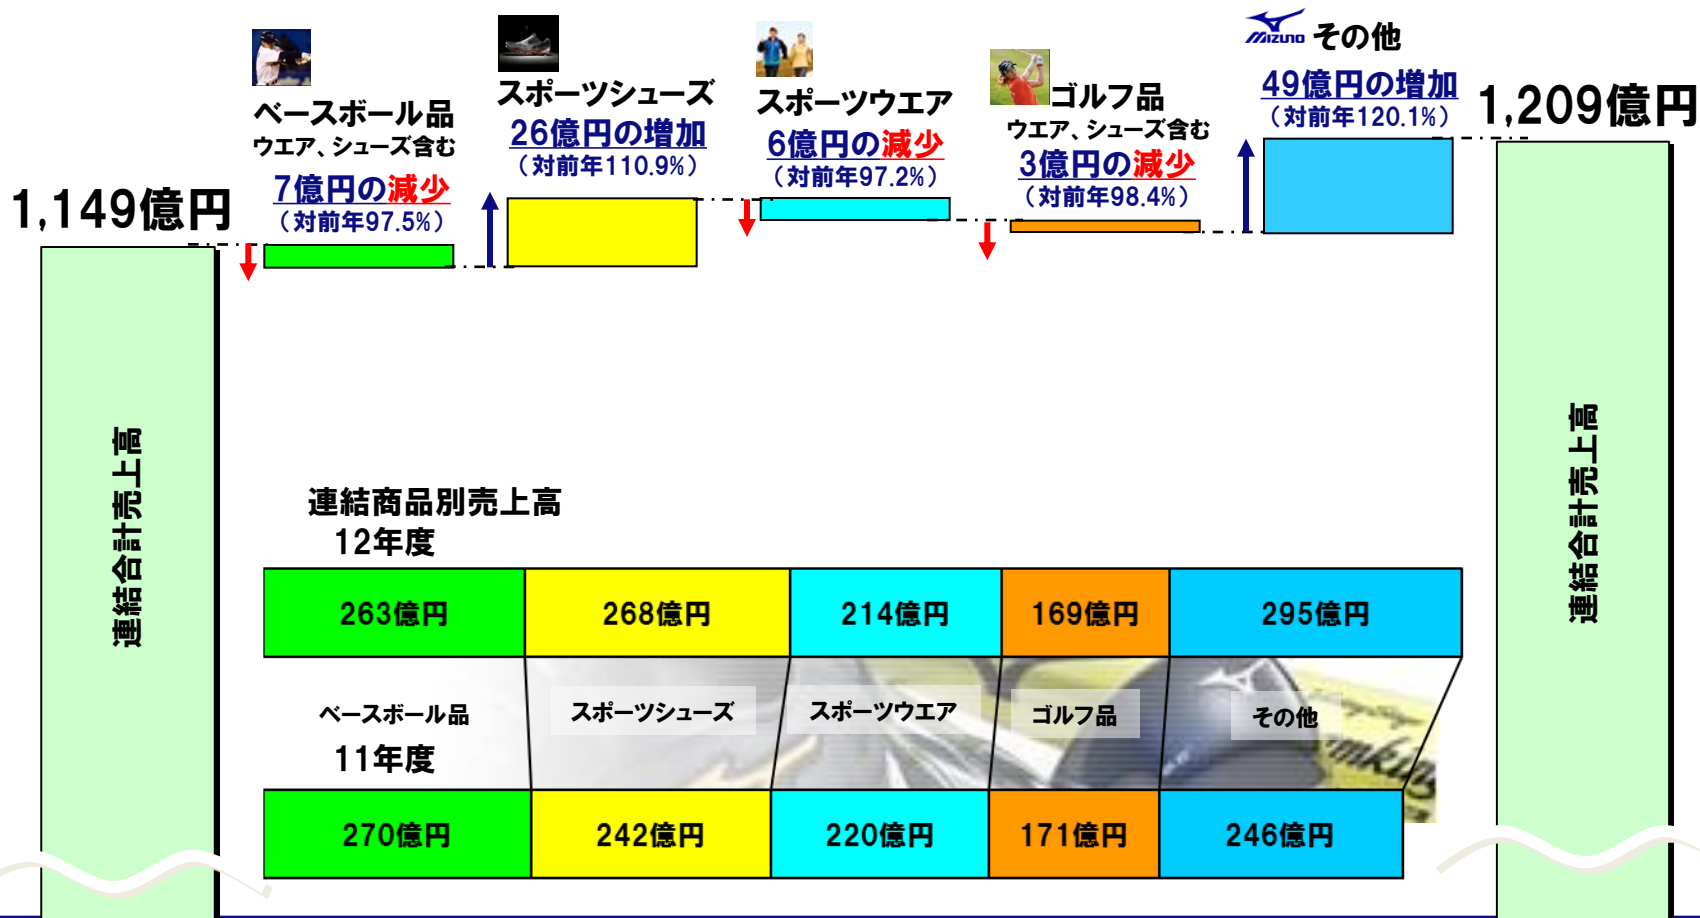 ベースボール品
ウエア、シューズ含む
7億円の減少
（対前年97.5%）
スポーツシューズ
26億円の増加
（対前年110.9%）
スポーツウエア
6億円の減少
（対前年97.2%）
ゴルフ品
ウエア、シューズ含む
3億円の減少
（対前年98.4%）
MIZUNO その他
49億円の増加
（対前年120.1%）
1,149億円
1,209億円
連結合計売上高
連結合計売上高
連結商品別売上高
12年度
263億円 268億円 214億円 169億円 295億円
ベースボール品 スポーツシューズ スポーツウエア ゴルフ品 その他
11年度
270億円 242億円 220億円 171億円 246億円